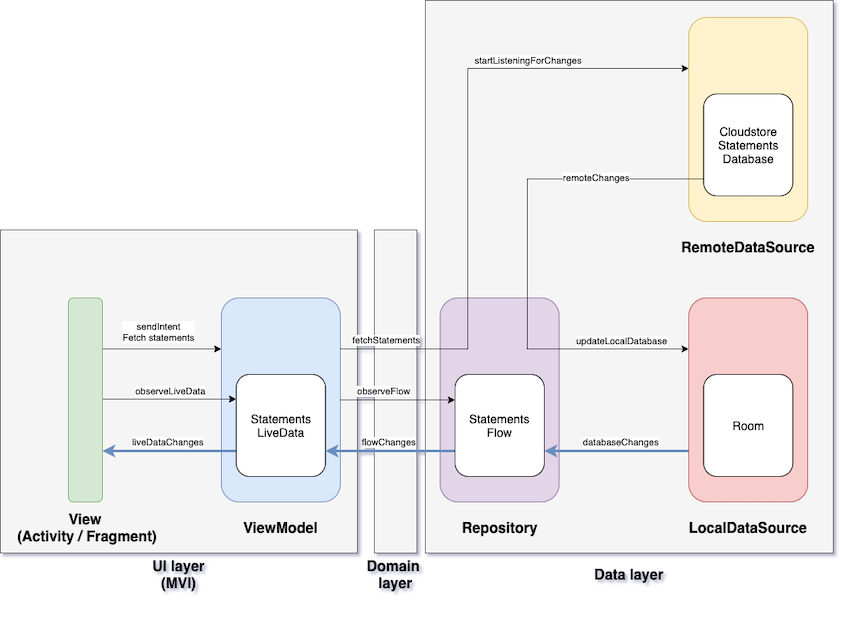 startListeningForChanges
Cloudstore
Statements
Database
remoteChanges
RemoteDataSource
sendIntent
Fetch statements
fetchStatements
updateLocalDatabase
observeLiveData
observeFlow
Statements
LiveData
Statements
Flow
Room
liveDataChanges
flowChanges
databaseChanges
View
(Activity / Fragment)
ViewModel
Repository
LocalDataSource
UI layer
(MVI)
Domain
layer
Data layer